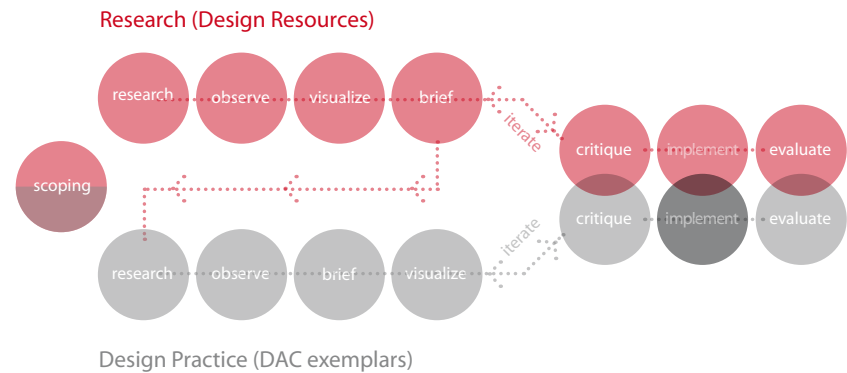 Research (Design Resources)
research observe visualize brief
iterate
critique implement evaluate
scoping
critique implement evaluate
iterate
research observe brief visualize
Design Practice (DAC exemplars)